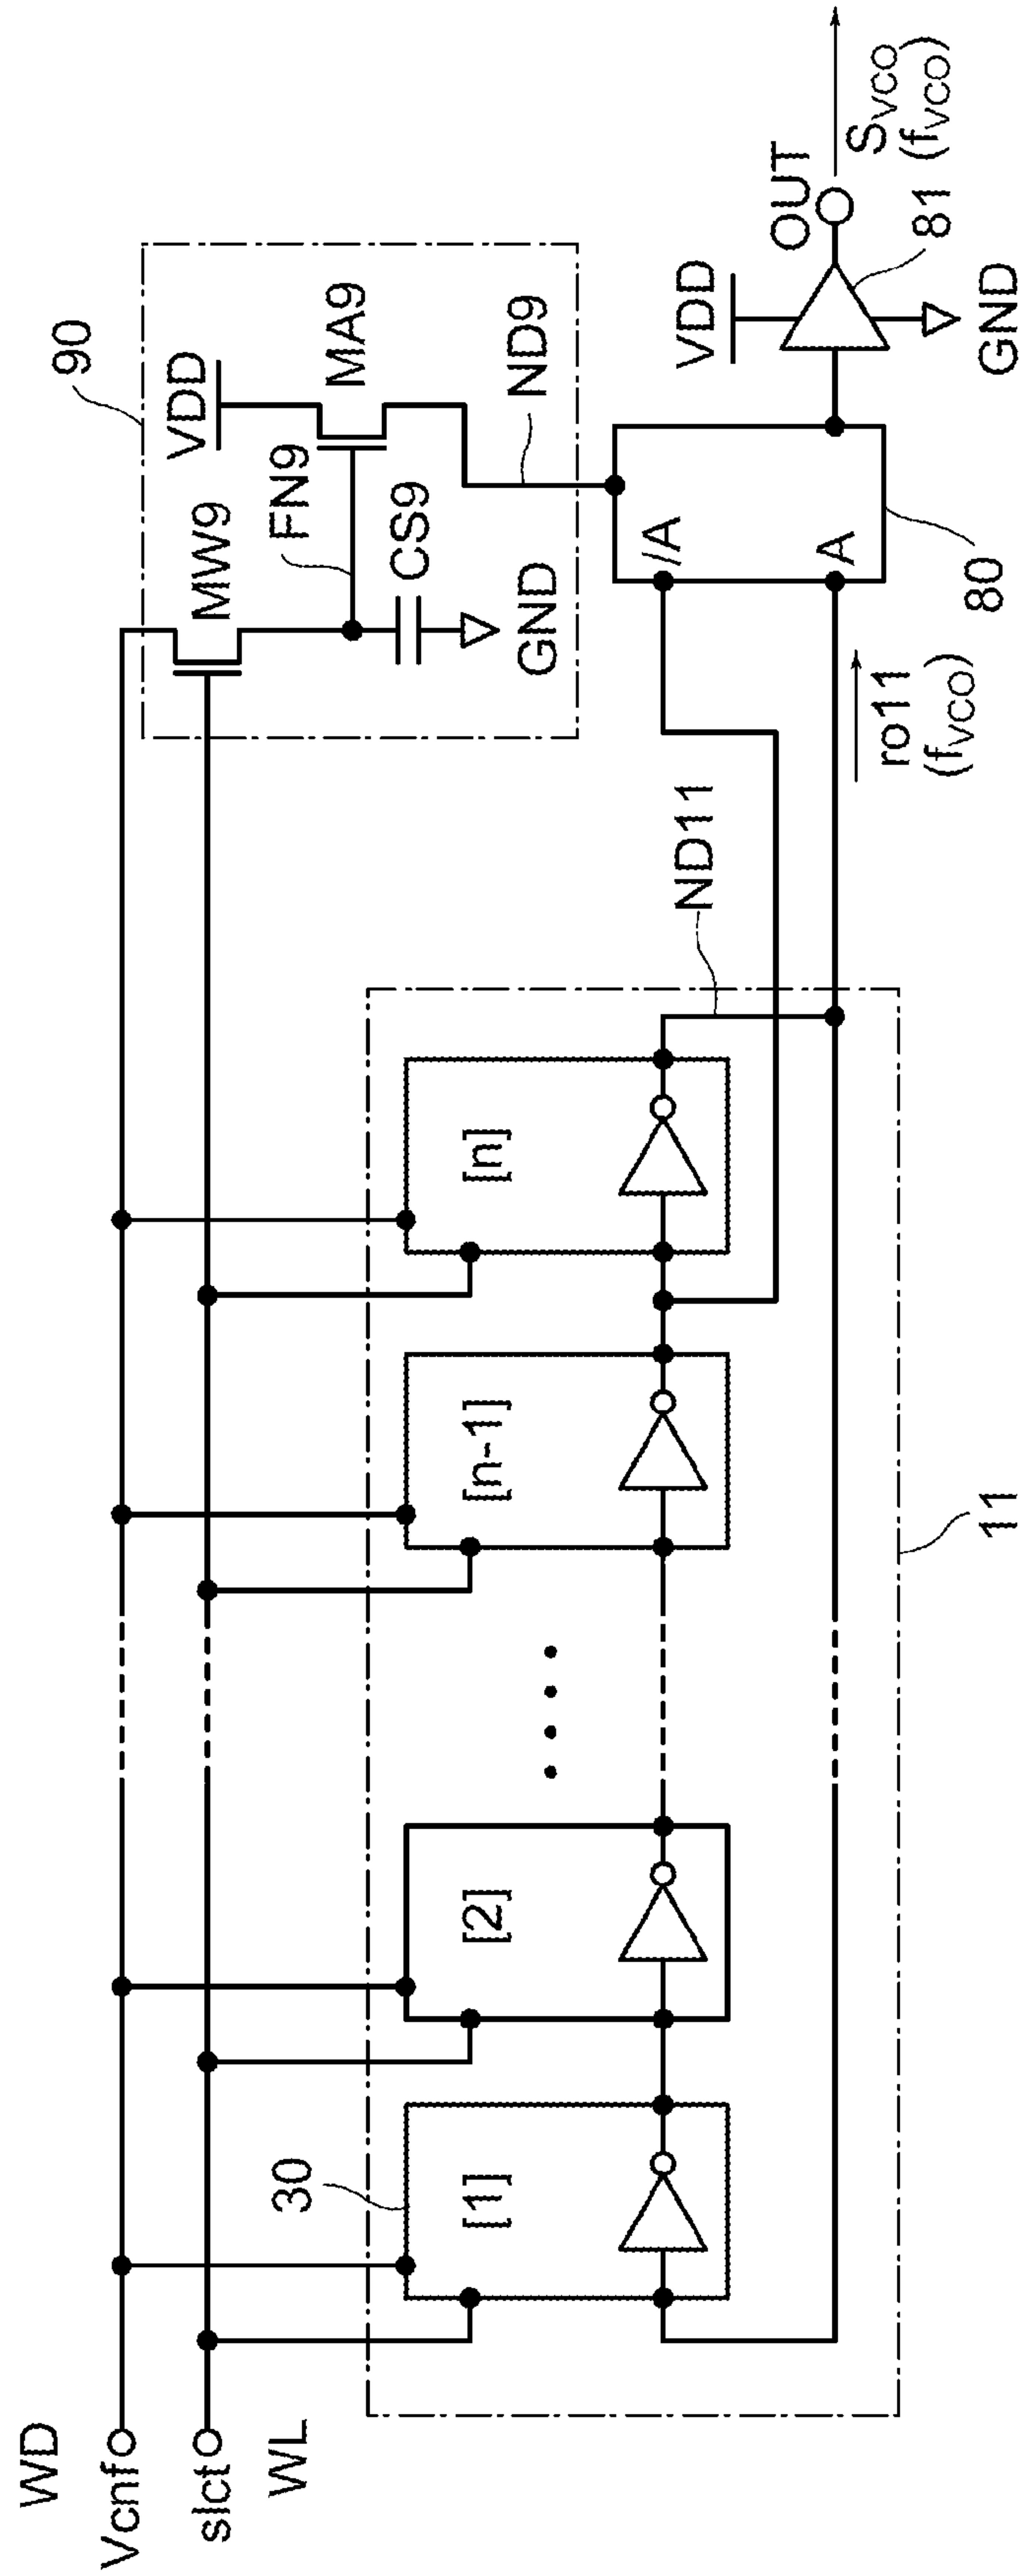 WD
Vcnf
slct
WL
30
[1]
[2]
[n-1]
[n]
11
ND11
90
VDD
MW9
FN9
MA9
CS9
GND
ND9
/A
A
80
ro11
(fVCO)
VDD
OUT
81
GND
SVCO
(fVCO)